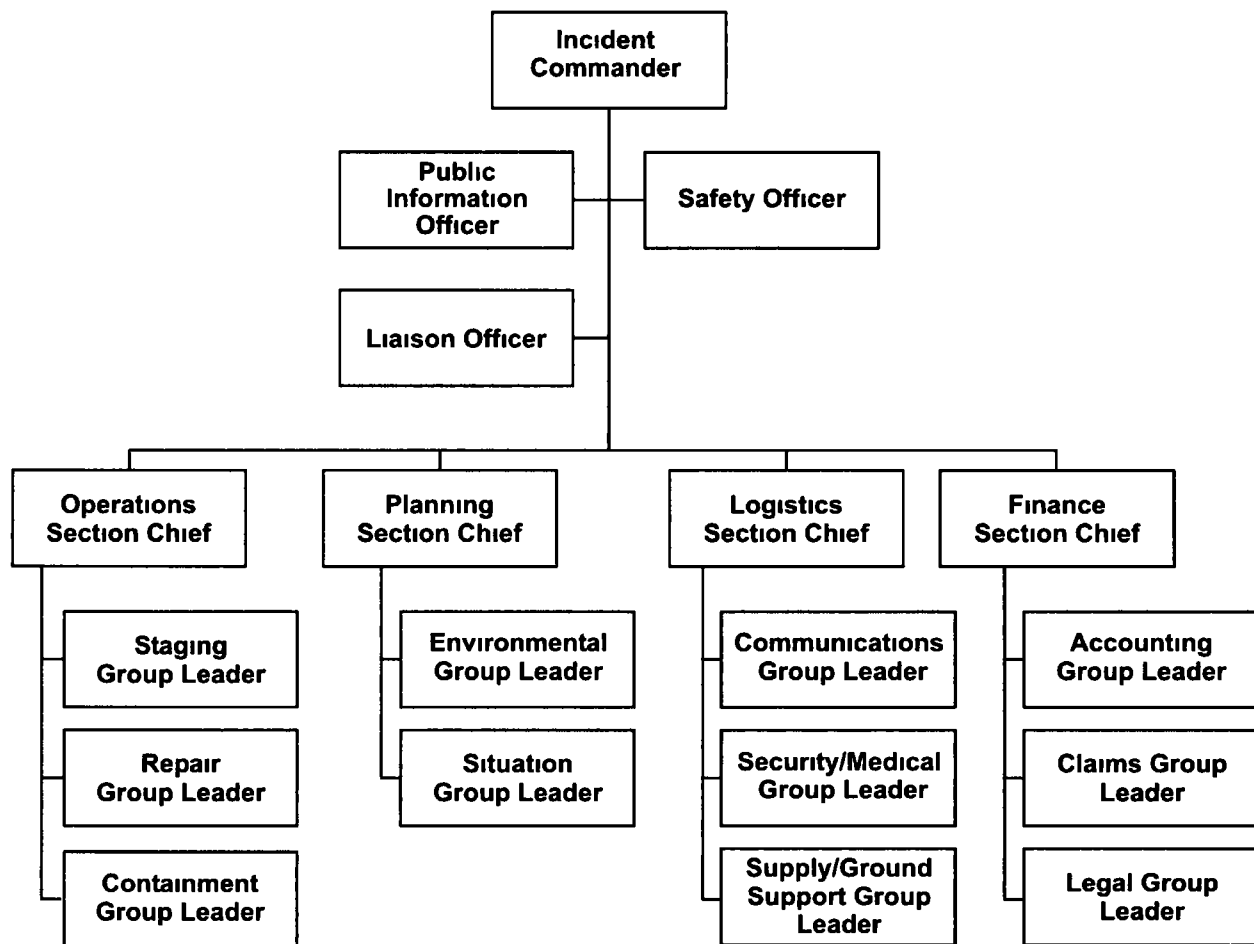 Incident
Commander
Public
Information
Officer
Safety Officer
Liaison Officer
Operations
Section Chief
Planning
Section Chief
Logistics
Section Chief
Finance
Section Chief
Staging
Group Leader
Environmental
Group Leader
Communications
Group Leader
Accounting
Group Leader
Repair
Group Leader
Situation
Group Leader
Security/Medical
Group Leader
Claims Group
Leader
Containment
Group Leader
Supply/Ground
Support Group
Leader
Legal Group
Leader